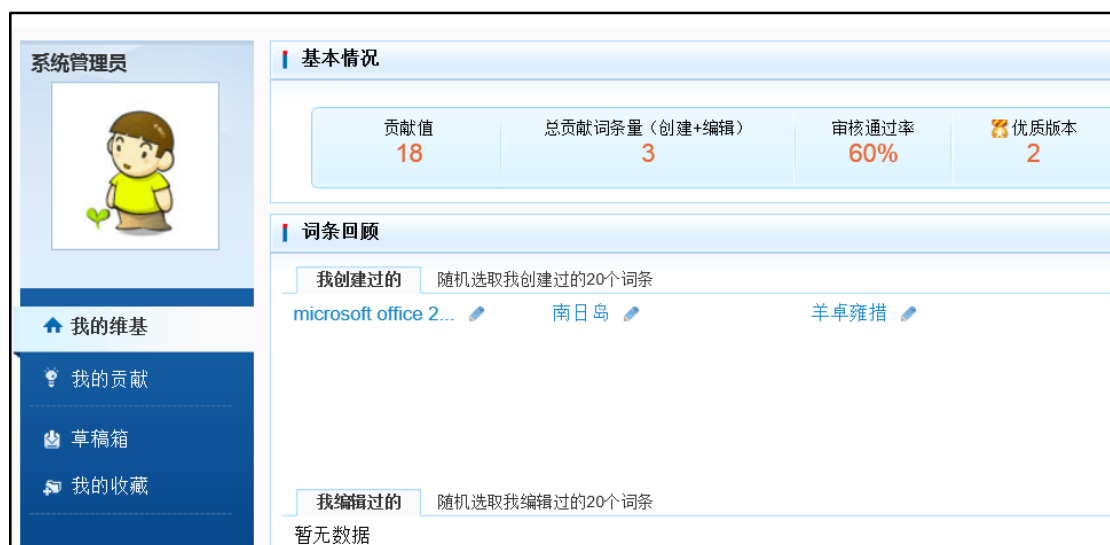 系统管理员
我的维基
我的贡献
草稿箱
我的收藏
基本情况
贡献值 总贡献词条量（创建+编辑） 审核通过率 优质版本
18 3 60% 2
词条回顾
我创建过的 随机选取我创建过的20个词条
microsoft office 2... 南日岛 羊卓雍措
我编辑过的 随机选取我编辑过的20个词条
暂无数据